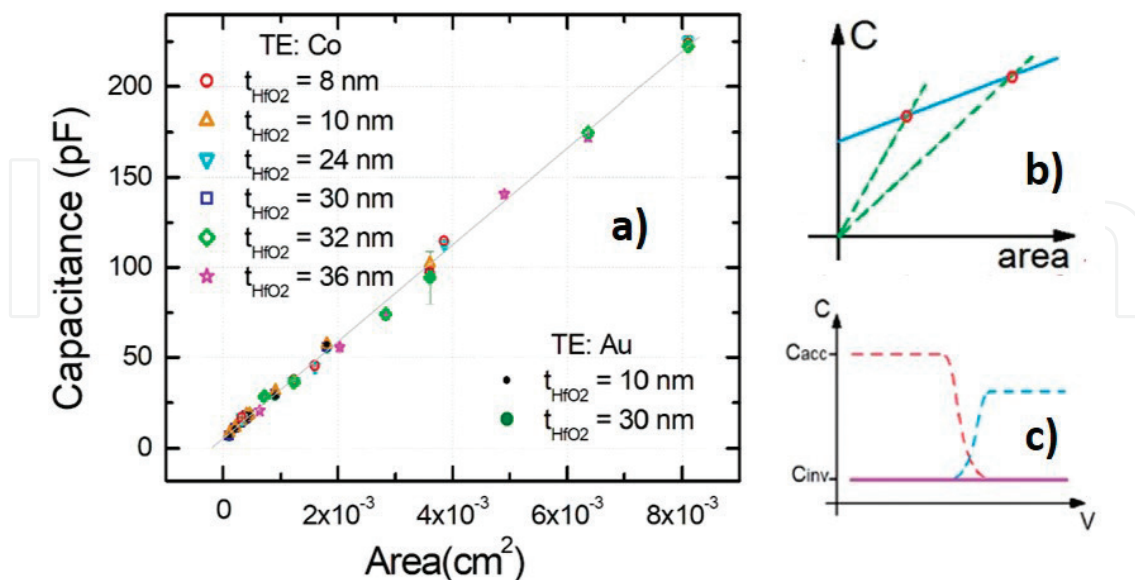 TE: Co
t_HfO2 = 8 nm
t_HfO2 = 10 nm
t_HfO2 = 24 nm
t_HfO2 = 30 nm
t_HfO2 = 32 nm
t_HfO2 = 36 nm
a)
TE: Au
t_HfO2 = 10 nm
t_HfO2 = 30 nm
Capacitance (pF)
200
150
100
50
0
0 2x10⁻³ 4x10⁻³ 6x10⁻³ 8x10⁻³
Area(cm²)
C
b)
area
C
Cacc
c)
Cinv
V